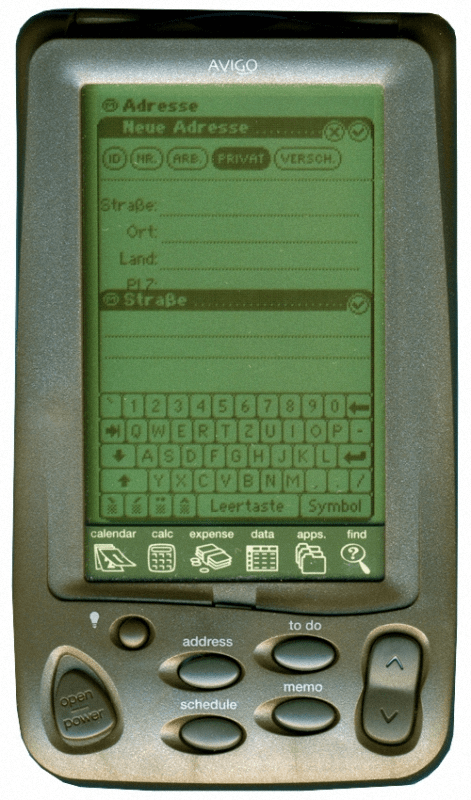 AVIGO
Adresse
Neue Adresse
ID NR. ARB. PRIVAT VERSCH.
Straße:
Ort:
Land:
PLZ:
Straße
` 1 2 3 4 5 6 7 8 9 0
Q W E R T Z U I O P -
A S D F G H J K L
Y X C V B N M , . /
Leertaste Symbol
calendar calc expense data apps. find
to do
address
memo
schedule
open
power